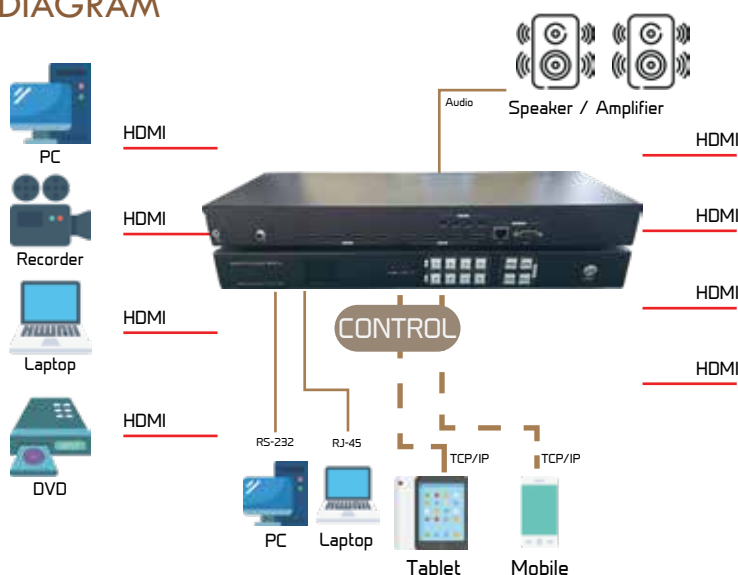 DIAGRAM
Audio
Speaker / Amplifier
HDMI
PC
HDMI
HDMI
Recorder
HDMI
HDMI
Laptop
HDMI
CONTROL
HDMI
DVD
HDMI
RS-232
RJ-45
TCP/IP
TCP/IP
PC
Laptop
Tablet
Mobile